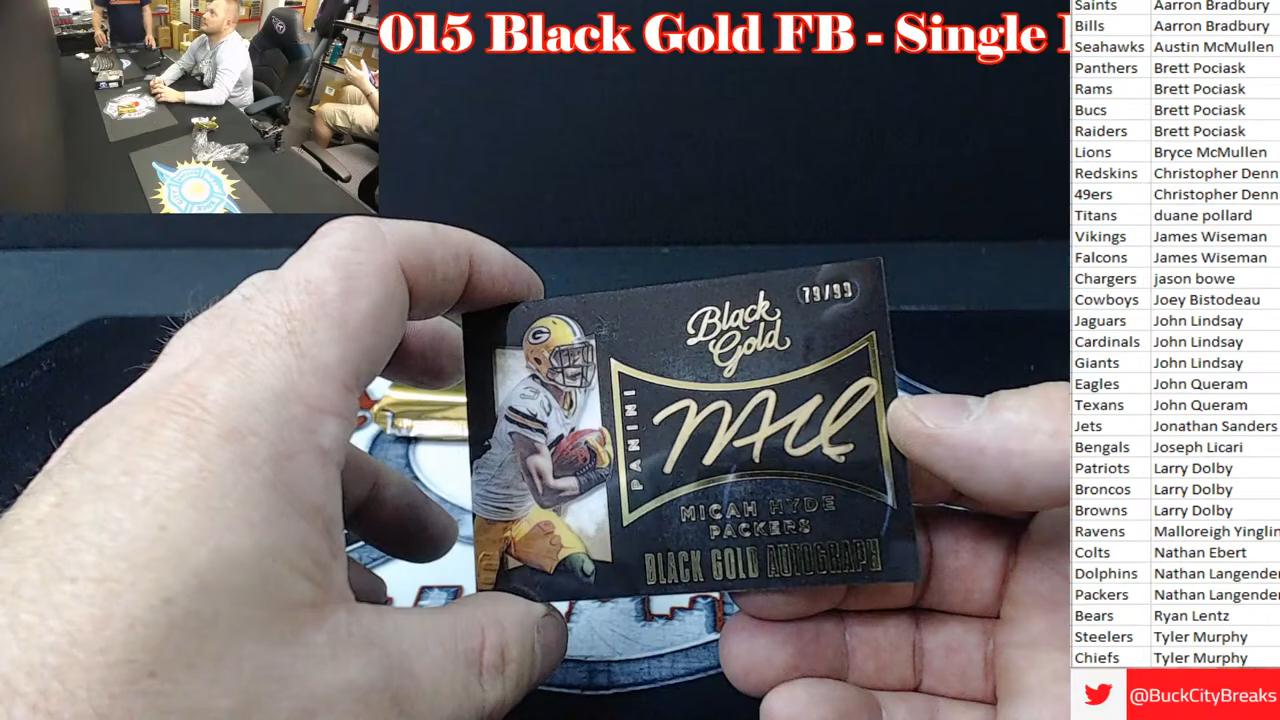 015 Black Gold FB - Single
Saints Aarron Bradbury
Bills Aarron Bradbury
Seahawks Austin McMullen
Panthers Brett Pociask
Rams Brett Pociask
Bucs Brett Pociask
Raiders Brett Pociask
Lions Bryce McMullen
Redskins Christopher Denn
49ers Christopher Denn
Titans duane pollard
Vikings James Wiseman
Falcons James Wiseman
Chargers jason bowe
Cowboys Joey Bistodeau
Jaguars John Lindsay
Cardinals John Lindsay
Giants John Lindsay
Eagles John Queram
Texans John Queram
Jets Jonathan Sanders
Bengals Joseph Licari
Patriots Larry Dolby
Broncos Larry Dolby
Browns Larry Dolby
Ravens Malloreigh Yinglin
Colts Nathan Ebert
Dolphins Nathan Langende
Packers Nathan Langende
Bears Ryan Lentz
Steelers Tyler Murphy
Chiefs Tyler Murphy
@BuckCityBreaks
79/99
Black
Gold
PANINI
MICAH HYDE
PACKERS
BLACK GOLD AUTOGRAPH
G